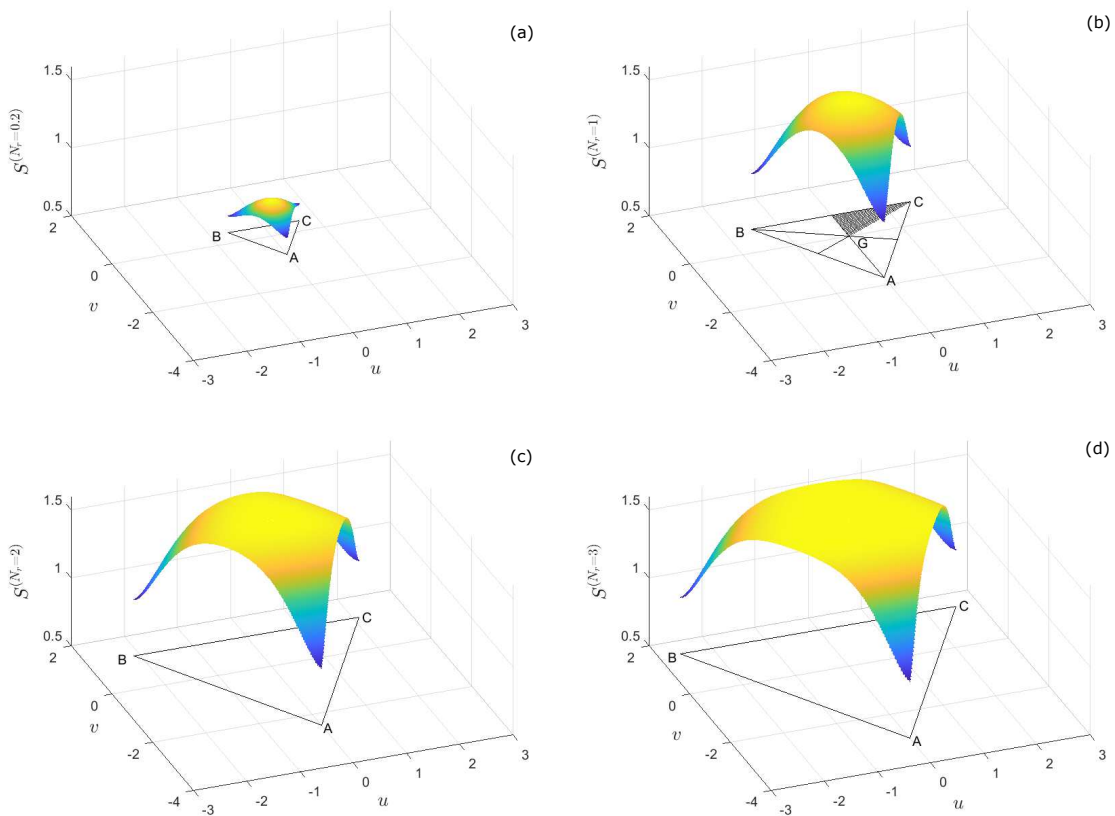 (a)
1.5
1
0.5
S^{(N_r=0.2)}
2
0
-2
-4
v
B
C
A
-3
-2
-1
0
1
2
3
u
(b)
1.5
1
0.5
S^{(N_r=1)}
2
0
-2
-4
v
B
C
G
A
-3
-2
-1
0
1
2
3
u
(c)
1.5
1
0.5
S^{(N_r=2)}
2
0
-2
-4
v
B
C
A
-3
-2
-1
0
1
2
3
u
(d)
1.5
1
0.5
S^{(N_r=3)}
2
0
-2
-4
v
B
C
A
-3
-2
-1
0
1
2
3
u